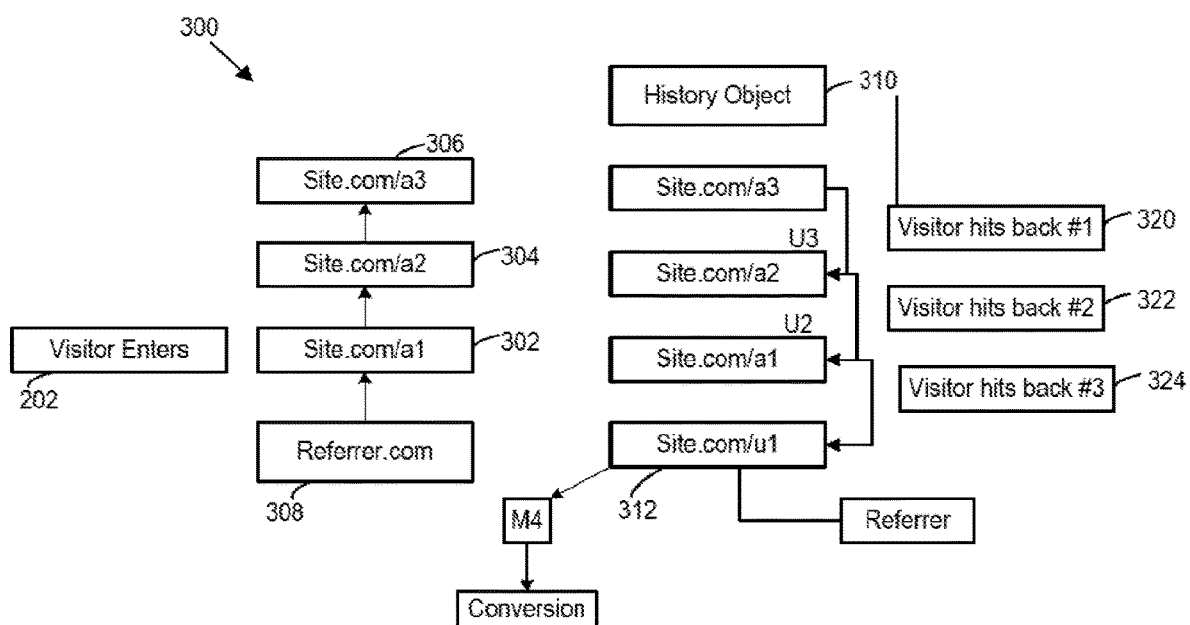 300
History Object
310
306
Site.com/a3
Site.com/a3
Visitor hits back #1
320
U3
Site.com/a2
304
Site.com/a2
Visitor hits back #2
322
U2
Visitor Enters
202
Site.com/a1
302
Site.com/a1
Visitor hits back #3
324
Referrer.com
308
Site.com/u1
312
M4
Referrer
Conversion